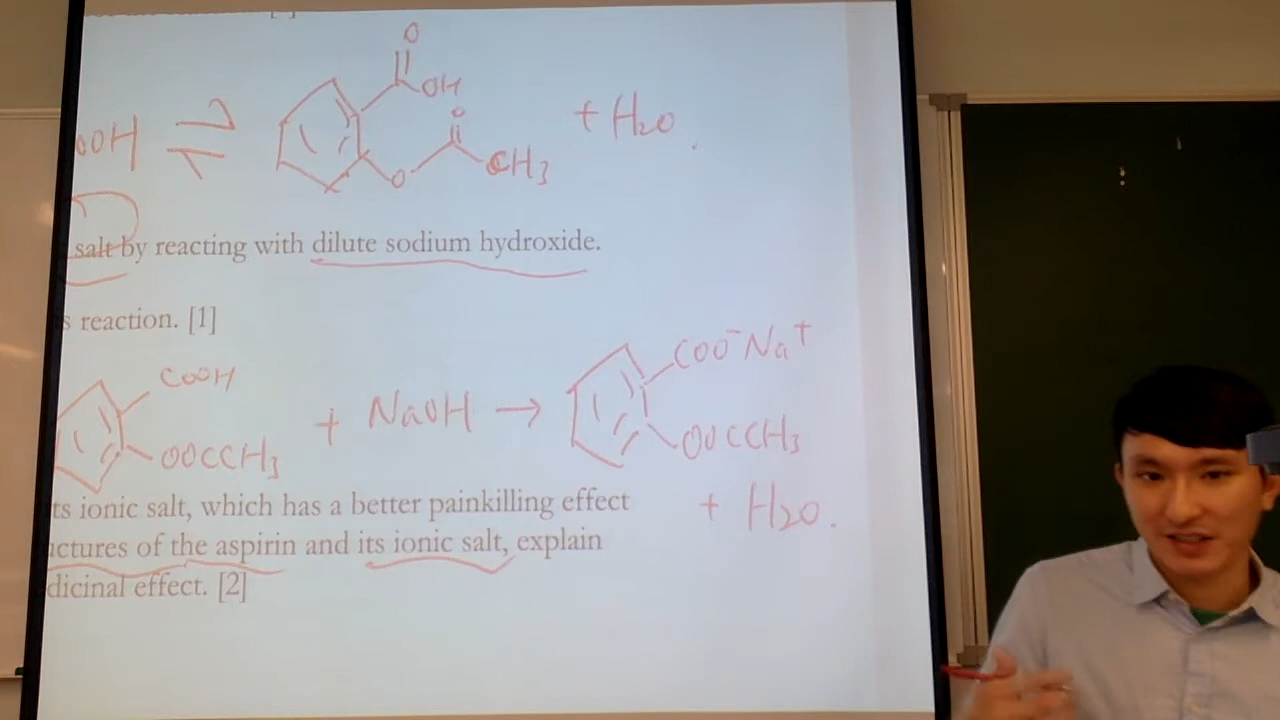 O
OH
O
OOH ⇌ O CH3 + H2O.
salt by reacting with dilute sodium hydroxide.
s reaction. [1]
COOH + NaOH → COO⁻Na⁺
OOCCH3 OOCCH3
+ H2O.
ts ionic salt, which has a better painkilling effect
uctures of the aspirin and its ionic salt, explain
dicinal effect. [2]